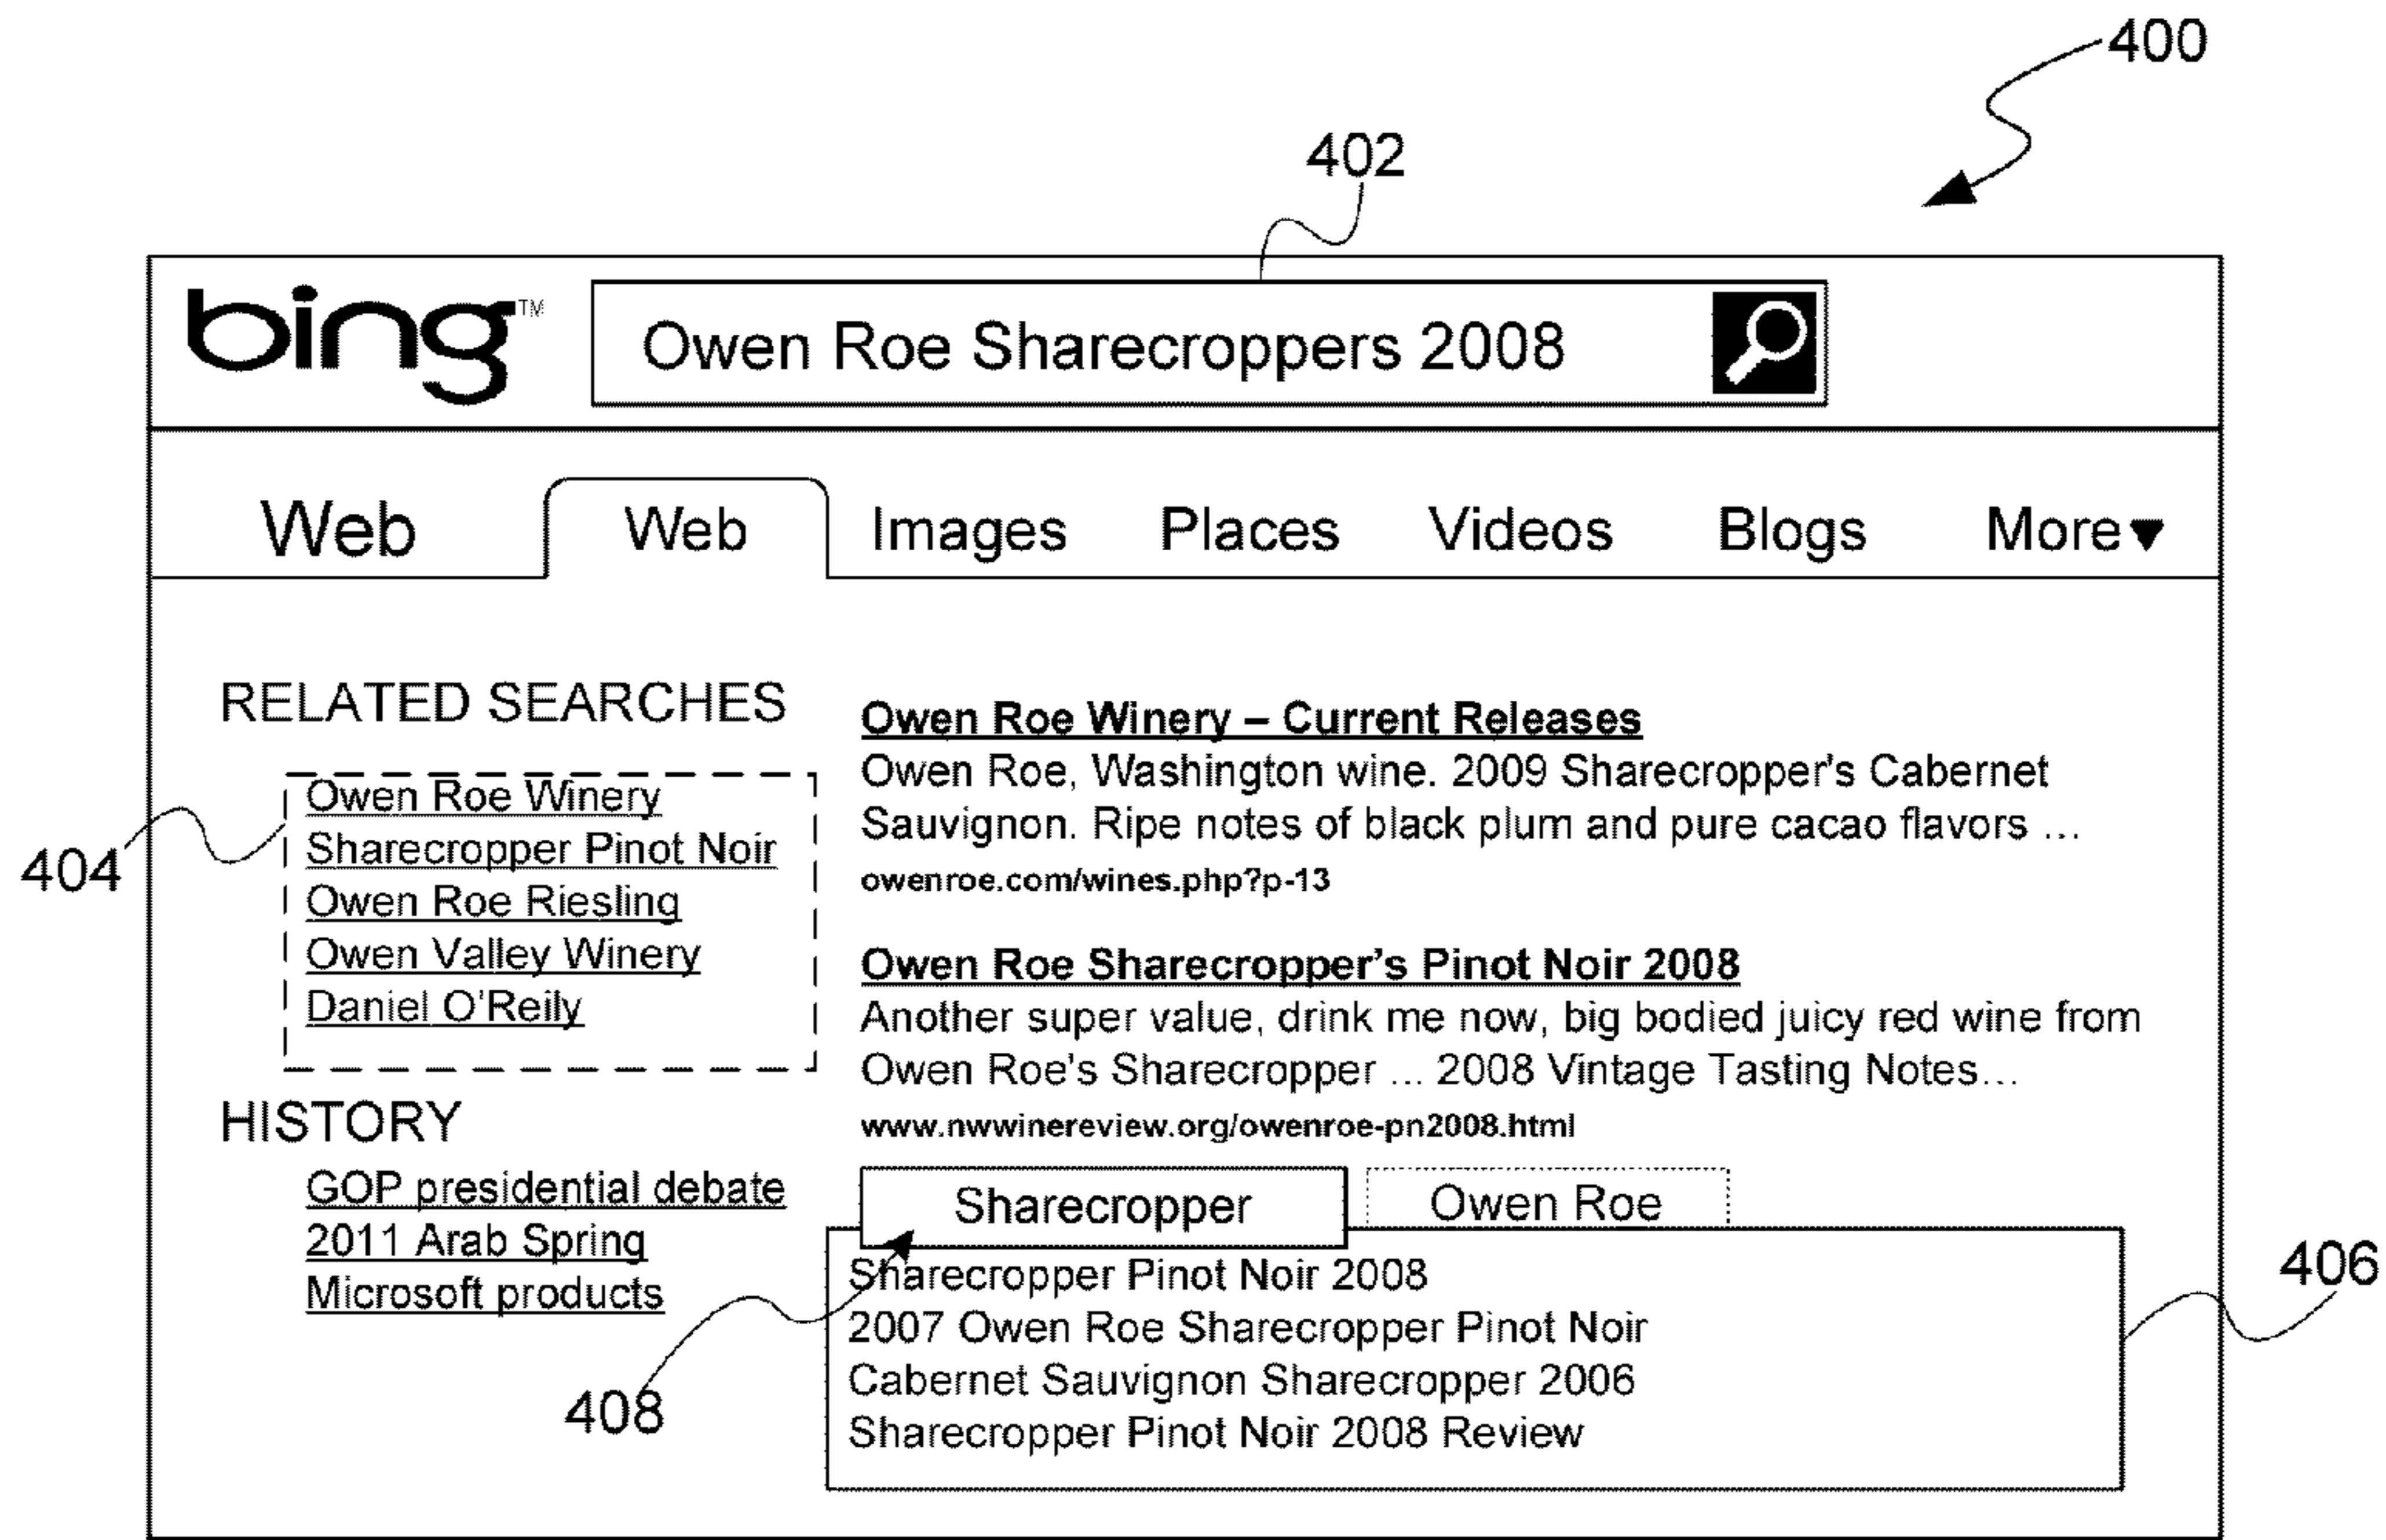 400
402
bing™
Owen Roe Sharecroppers 2008
Web Web Images Places Videos Blogs More▼
RELATED SEARCHES
Owen Roe Winery
Sharecropper Pinot Noir
Owen Roe Riesling
Owen Valley Winery
Daniel O'Reily
404
HISTORY
GOP presidential debate
2011 Arab Spring
Microsoft products
Owen Roe Winery – Current Releases
Owen Roe, Washington wine. 2009 Sharecropper's Cabernet
Sauvignon. Ripe notes of black plum and pure cacao flavors ...
owenroe.com/wines.php?p-13
Owen Roe Sharecropper's Pinot Noir 2008
Another super value, drink me now, big bodied juicy red wine from
Owen Roe's Sharecropper ... 2008 Vintage Tasting Notes...
www.nwwinereview.org/owenroe-pn2008.html
Sharecropper Owen Roe
Sharecropper Pinot Noir 2008
2007 Owen Roe Sharecropper Pinot Noir
Cabernet Sauvignon Sharecropper 2006
Sharecropper Pinot Noir 2008 Review
406
408